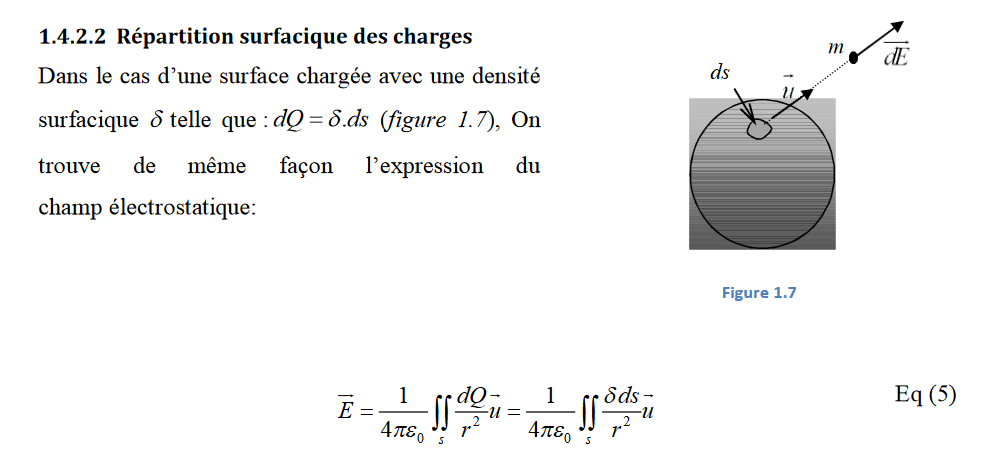 1.4.2.2 Répartition surfacique des charges
Dans le cas d’une surface chargée avec une densité
surfacique δ telle que : dQ = δ.ds (figure 1.7), On
trouve de même façon l’expression du
champ électrostatique:
m
dE⃗
ds
u⃗
Figure 1.7
E⃗ = 1/(4πε₀) ∬ₛ dQ/r² u⃗ = 1/(4πε₀) ∬ₛ δds/r² u⃗ Eq (5)